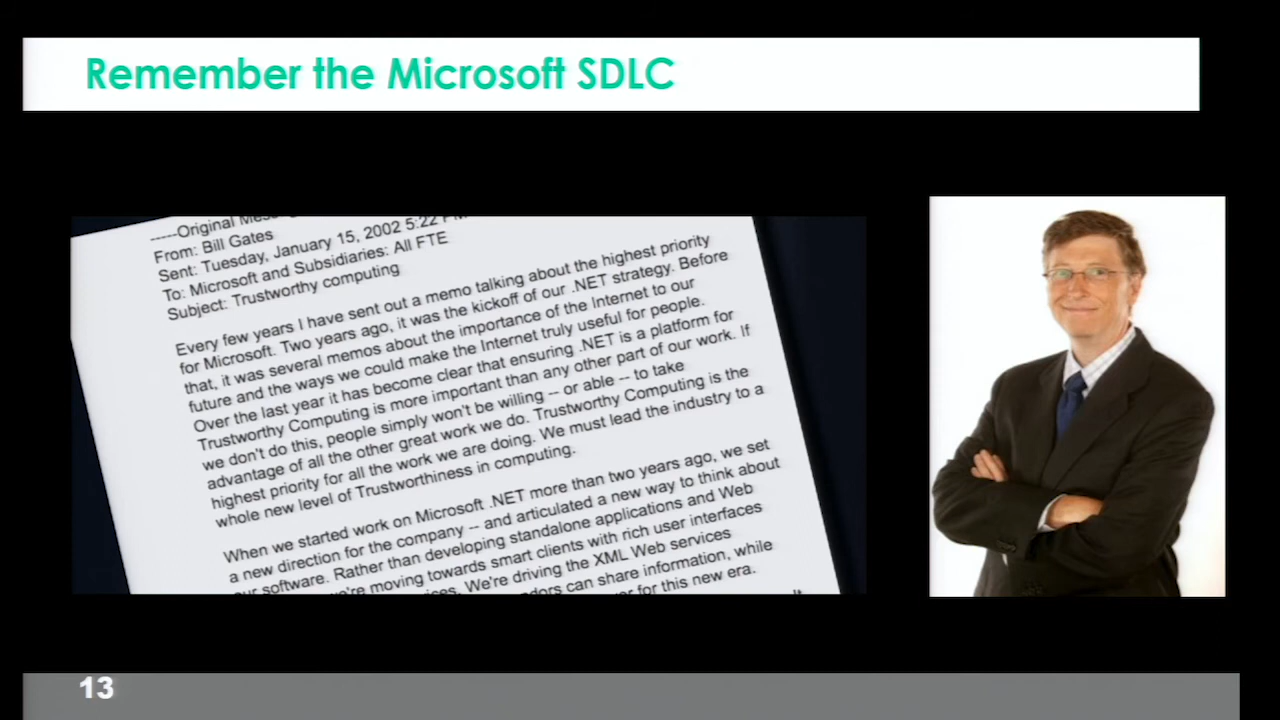 Remember the Microsoft SDLC
-----Original
From: Bill Gates
Sent: Tuesday, January 15, 2002 5:22 PM
To: Microsoft and Subsidiaries: All FTE
Subject: Trustworthy computing
Every few years I have sent out a memo talking about the highest priority
for Microsoft. Two years ago, it was the kickoff of our .NET strategy. Before
that, it was several memos about the importance of the Internet to our
future and the ways we could make the Internet truly useful for people.
Over the last year it has become clear that ensuring .NET is a platform for
Trustworthy Computing is more important than any other part of our work. If
we don't do this, people simply won't be willing -- or able -- to take
advantage of all the other great work we do. Trustworthy Computing is the
highest priority for all the work we are doing. We must lead the industry to a
whole new level of Trustworthiness in computing.
When we started work on Microsoft .NET more than two years ago, we set
a new direction for the company -- and articulated a new way to think about
our software. Rather than developing standalone applications and Web
we're moving towards smart clients with rich user interfaces
We're driving the XML Web services
can share information, while
for this new era.
13